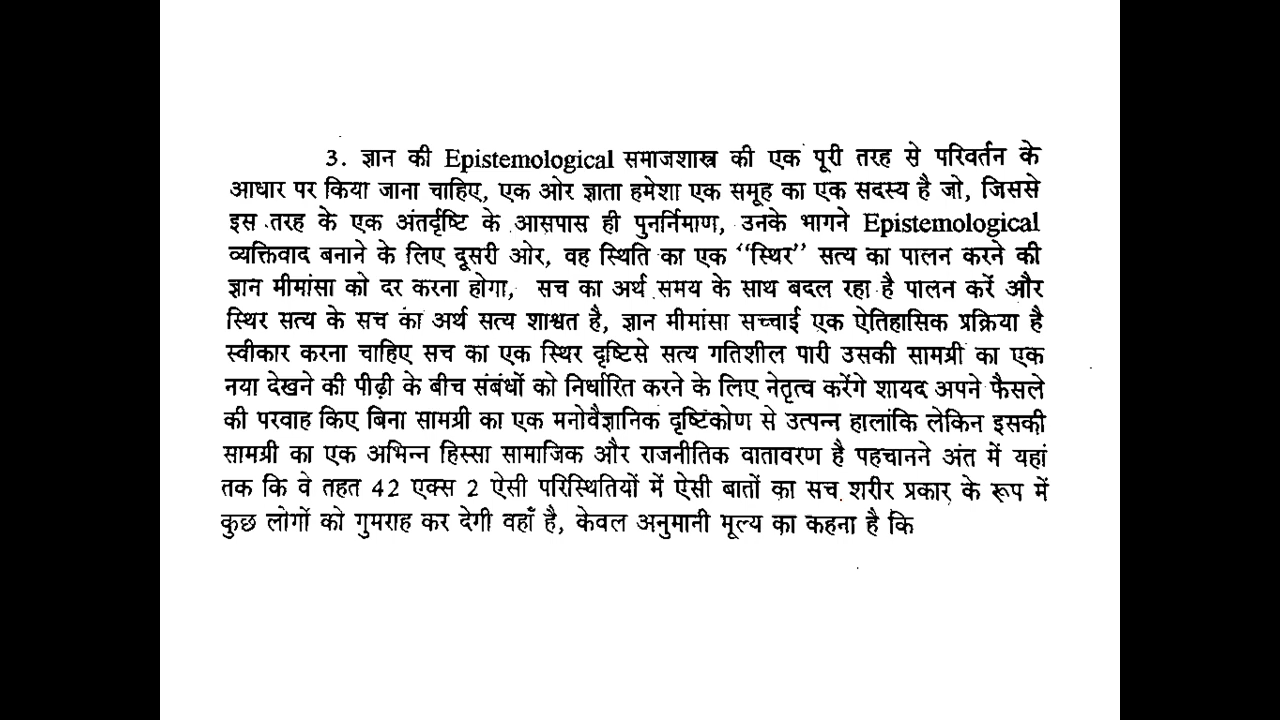 3. ज्ञान की Epistemological समाजशास्त्र की एक पूरी तरह से परिवर्तन के
आधार पर किया जाना चाहिए, एक ओर ज्ञाता हमेशा एक समूह का एक सदस्य है जो, जिससे
इस तरह के एक अंतर्दृष्टि के आसपास ही पुनर्निमाण, उनके भागने Epistemological
व्यक्तिवाद बनाने के लिए दूसरी ओर, वह स्थिति का एक “स्थिर” सत्य का पालन करने की
ज्ञान मीमांसा को दर करना होगा, सच का अर्थ समय के साथ बदल रहा है पालन करें और
स्थिर सत्य के सच का अर्थ सत्य शाश्वत है, ज्ञान मीमांसा सच्चाई एक ऐतिहासिक प्रक्रिया है
स्वीकार करना चाहिए सच का एक स्थिर दृष्टिसे सत्य गतिशील पारी उसकी सामग्री का एक
नया देखने की पीढ़ी के बीच संबंधों को निर्धारित करने के लिए नेतृत्व करेंगे शायद अपने फैसले
की परवाह किए बिना सामग्री का एक मनोवैज्ञानिक दृष्टिंकोण से उत्पन्न हालांकि लेकिन इसकी
सामग्री का एक अभिन्न हिस्सा सामाजिक और राजनीतिक वातावरण है पहचानने अंत में यहां
तक कि वे तहत 42 एक्स 2 ऐसी परिस्थितियों में ऐसी बातों का सच शरीर प्रकार के रूप में
कुछ लोगों को गुमराह कर देगी वहाँ है, केवल अनुमानी मूल्य का कहना है कि